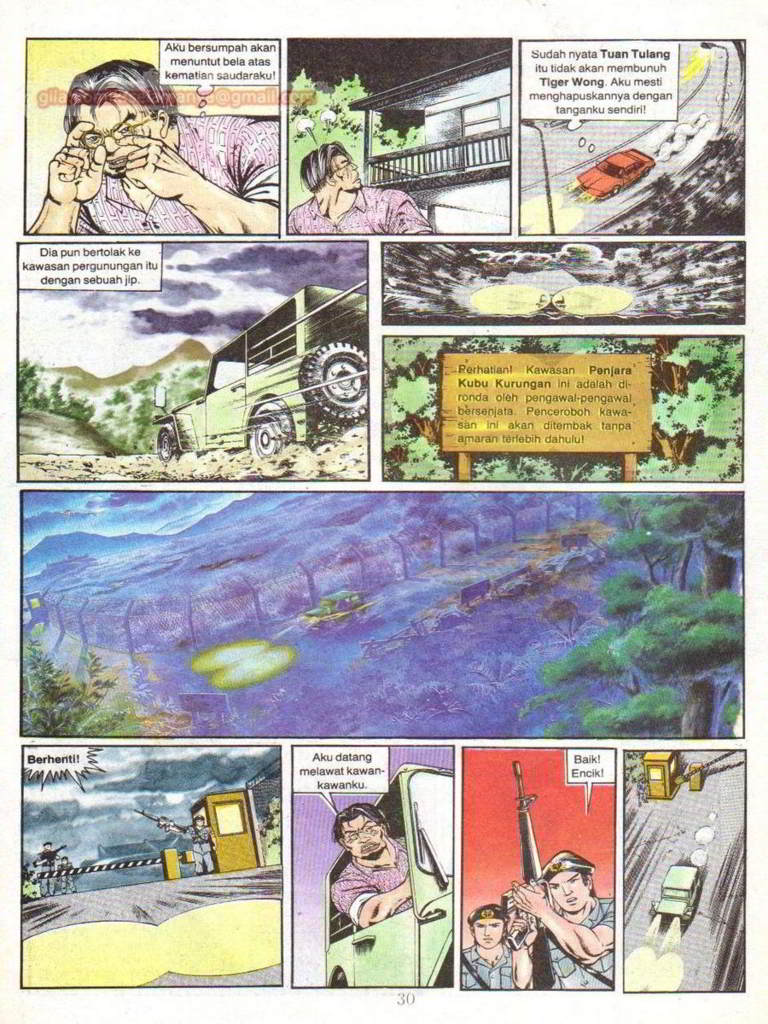 Aku bersumpah akan
menuntut bela atas
kematian saudaraku!
Sudah nyata Tuan Tulang
itu tidak akan membunuh
Tiger Wong. Aku mesti
menghapuskannya dengan
tanganku sendiri!
Dia pun bertolak ke
kawasan pergunungan itu
dengan sebuah jip.
Perhatian! Kawasan Penjara
Kubu Kurungan ini adalah di-
ronda oleh pengawal-pengawal
bersenjata. Penceroboh kawa-
san ini akan ditembak tanpa
amaran terlebih dahulu!
Berhenti!
Aku datang
melawat kawan-
kawanku.
Baik!
Encik!
30